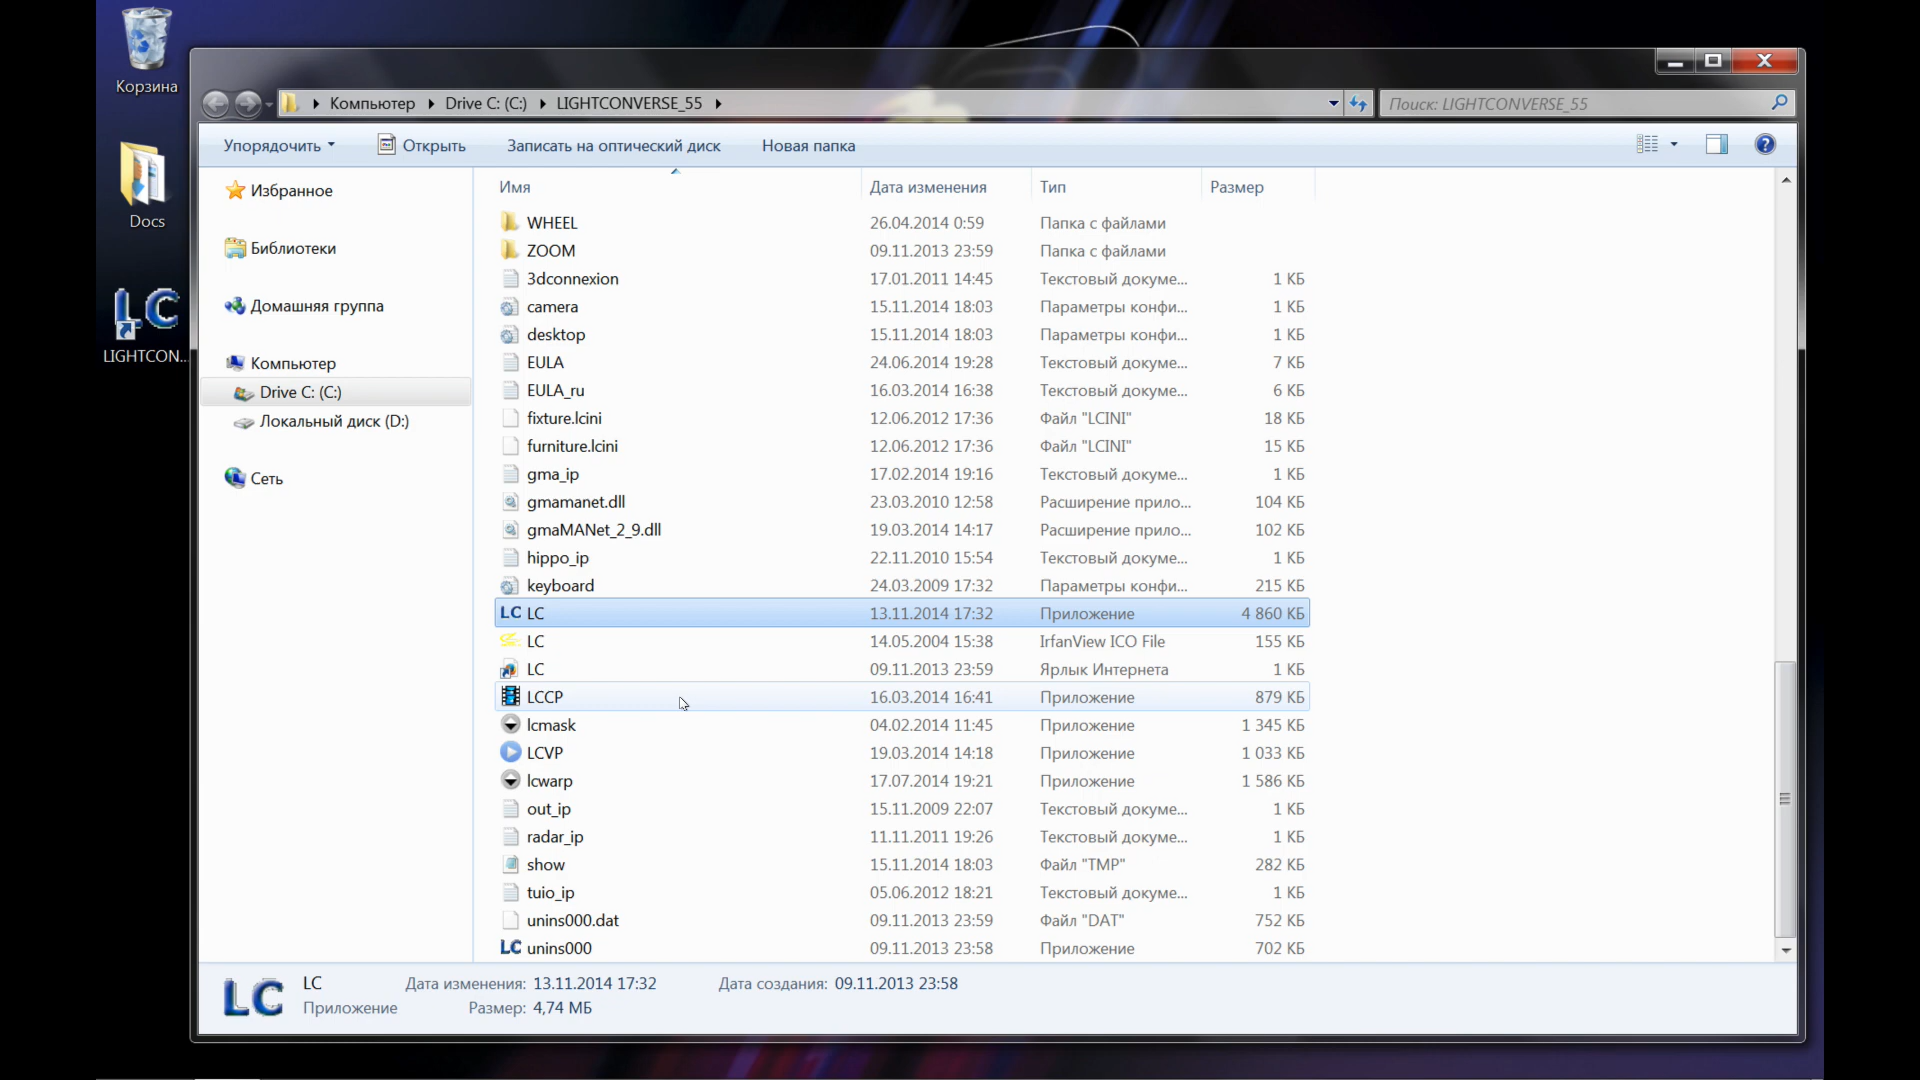 Корзина
Docs
LC
LIGHTCON...
Компьютер
Drive C: (C:)
LIGHTCONVERSE_55
Поиск: LIGHTCONVERSE_55
Упорядочить
Открыть
Записать на оптический диск
Новая папка
Избранное
Библиотеки
Домашняя группа
Компьютер
Drive C: (C:)
Локальный диск (D:)
Сеть
Имя Дата изменения Тип Размер
WHEEL 26.04.2014 0:59 Папка с файлами
ZOOM 09.11.2013 23:59 Папка с файлами
3dconnexion 17.01.2011 14:45 Текстовый докуме... 1 КБ
camera 15.11.2014 18:03 Параметры конфи... 1 КБ
desktop 15.11.2014 18:03 Параметры конфи... 1 КБ
EULA 24.06.2014 19:28 Текстовый докуме... 7 КБ
EULA_ru 16.03.2014 16:38 Текстовый докуме... 6 КБ
fixture.lcini 12.06.2012 17:36 Файл "LCINI" 18 КБ
furniture.lcini 12.06.2012 17:36 Файл "LCINI" 15 КБ
gma_ip 17.02.2014 19:16 Текстовый докуме... 1 КБ
gmamanet.dll 23.03.2010 12:58 Расширение прило... 104 КБ
gmaMANet_2_9.dll 19.03.2014 14:17 Расширение прило... 102 КБ
hippo_ip 22.11.2010 15:54 Текстовый докуме... 1 КБ
keyboard 24.03.2009 17:32 Параметры конфи... 215 КБ
LC LC 13.11.2014 17:32 Приложение 4 860 КБ
LC 14.05.2004 15:38 IrfanView ICO File 155 КБ
LC 09.11.2013 23:59 Ярлык Интернета 1 КБ
LCCP 16.03.2014 16:41 Приложение 879 КБ
lcmask 04.02.2014 11:45 Приложение 1 345 КБ
LCVP 19.03.2014 14:18 Приложение 1 033 КБ
lcwarp 17.07.2014 19:21 Приложение 1 586 КБ
out_ip 15.11.2009 22:07 Текстовый докуме... 1 КБ
radar_ip 11.11.2011 19:26 Текстовый докуме... 1 КБ
show 15.11.2014 18:03 Файл "TMP" 282 КБ
tuio_ip 05.06.2012 18:21 Текстовый докуме... 1 КБ
unins000.dat 09.11.2013 23:59 Файл "DAT" 752 КБ
LC unins000 09.11.2013 23:58 Приложение 702 КБ
LC
LC Дата изменения: 13.11.2014 17:32 Дата создания: 09.11.2013 23:58
Приложение Размер: 4,74 МБ